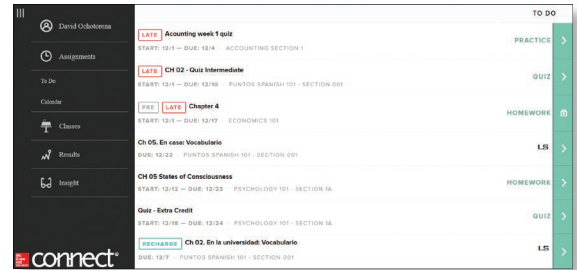 TO DO
David Ochotorena
Assignments
To Do
Calendar
Classes
Results
Insight
LATE Acounting week 1 quiz
START: 12/1 — DUE: 12/4 · ACCOUNTING SECTION 1
PRACTICE
LATE CH 02 - Quiz Intermediate
START: 12/1 — DUE: 12/16 · PUNTOS SPANISH 101 - SECTION 001
QUIZ
PRE LATE Chapter 4
START: 12/1 — DUE: 12/17 · ECONOMICS 101
HOMEWORK
Ch 05. En casa: Vocabulario
DUE: 12/22 · PUNTOS SPANISH 101 - SECTION 001
LS
CH 05 States of Consciousness
START: 12/12 — DUE: 12/23 · PSYCHOLOGY 101 - SECTION 1A
HOMEWORK
Quiz - Extra Credit
START: 12/18 — DUE: 12/24 · PSYCHOLOGY 101 - SECTION 1A
QUIZ
RECHARGE Ch 02. En la universidad: Vocabulario
DUE: 12/7 · PUNTOS SPANISH 101 - SECTION 001
LS
connect®